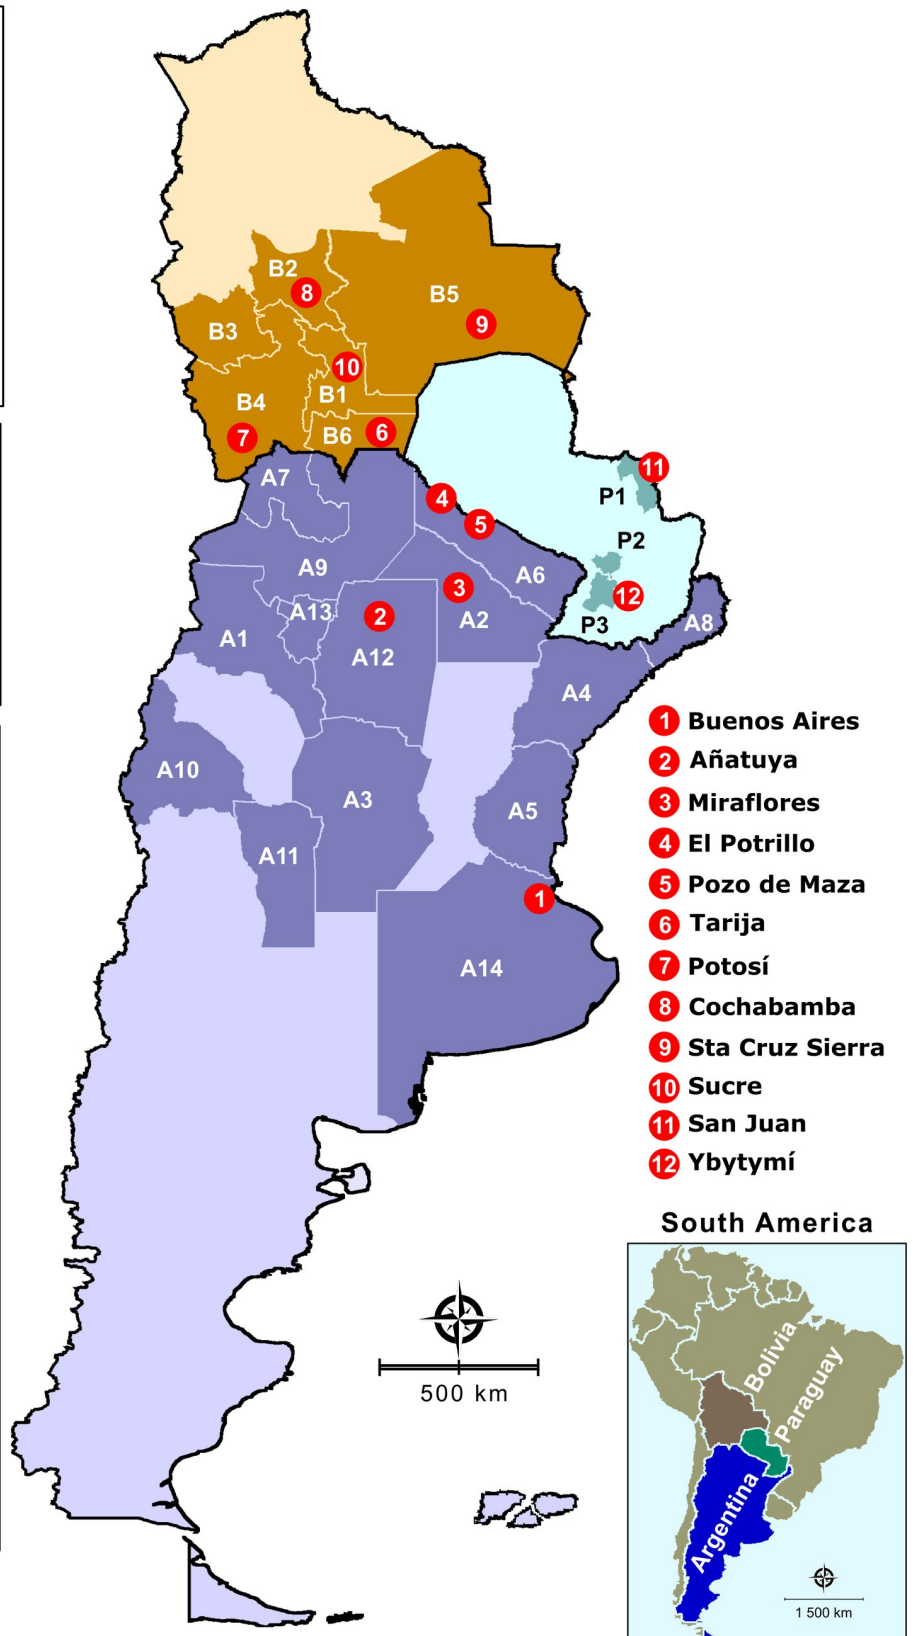 B2
8
B5
B3
9
10
B1
B4
B6
6
7
A7
11
4
P1
5
P2
A9
A6
3
12
A13
2
A2
P3
A8
A1
A12
A4
1 Buenos Aires
2 Añatuya
A10
3 Miraflores
A3
A5
4 El Potrillo
A11
5 Pozo de Maza
1
6 Tarija
7 Potosí
A14
8 Cochabamba
9 Sta Cruz Sierra
10 Sucre
11 San Juan
12 Ybytymí
South America
500 km
Bolivia
Paraguay
Argentina
1 500 km